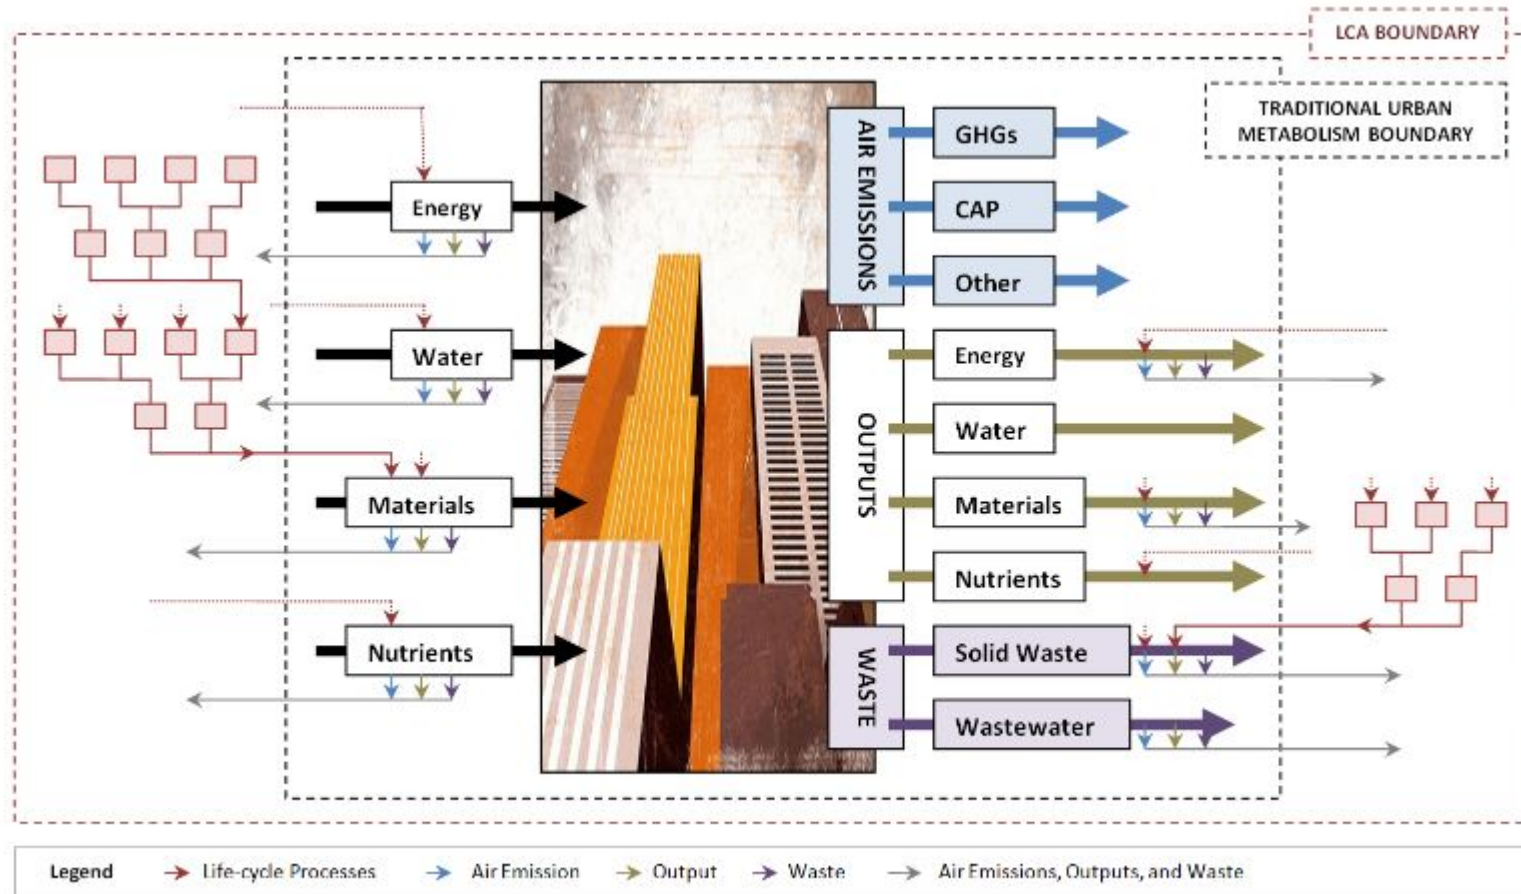 LCA BOUNDARY
TRADITIONAL URBAN
METABOLISM BOUNDARY
Energy
Water
Materials
Nutrients
AIR EMISSIONS
GHGs
CAP
Other
OUTPUTS
Energy
Water
Materials
Nutrients
WASTE
Solid Waste
Wastewater
Legend
Life-cycle Processes
Air Emission
Output
Waste
Air Emissions, Outputs, and Waste